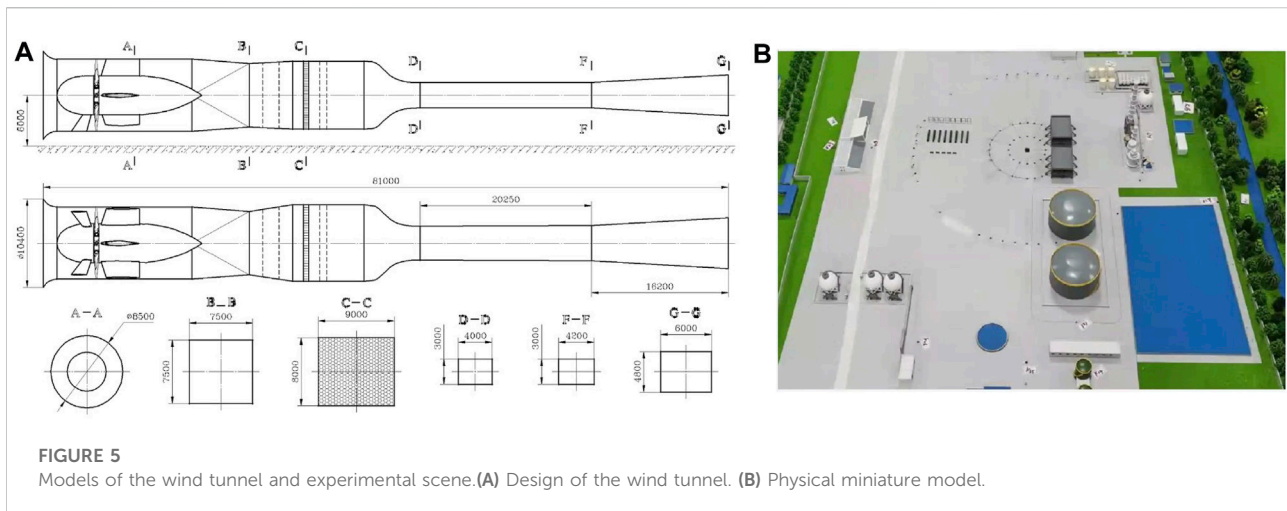 A
A
B
C
D
F
G
6000
D
F
G
A
B
C
81000
20250
ø10400
16200
A-A
ø8500
B-B
7500
7500
C-C
9000
8000
D-D
4000
3000
F-F
4200
3000
G-G
6000
4800
B
FIGURE 5
Models of the wind tunnel and experimental scene.(A) Design of the wind tunnel. (B) Physical miniature model.